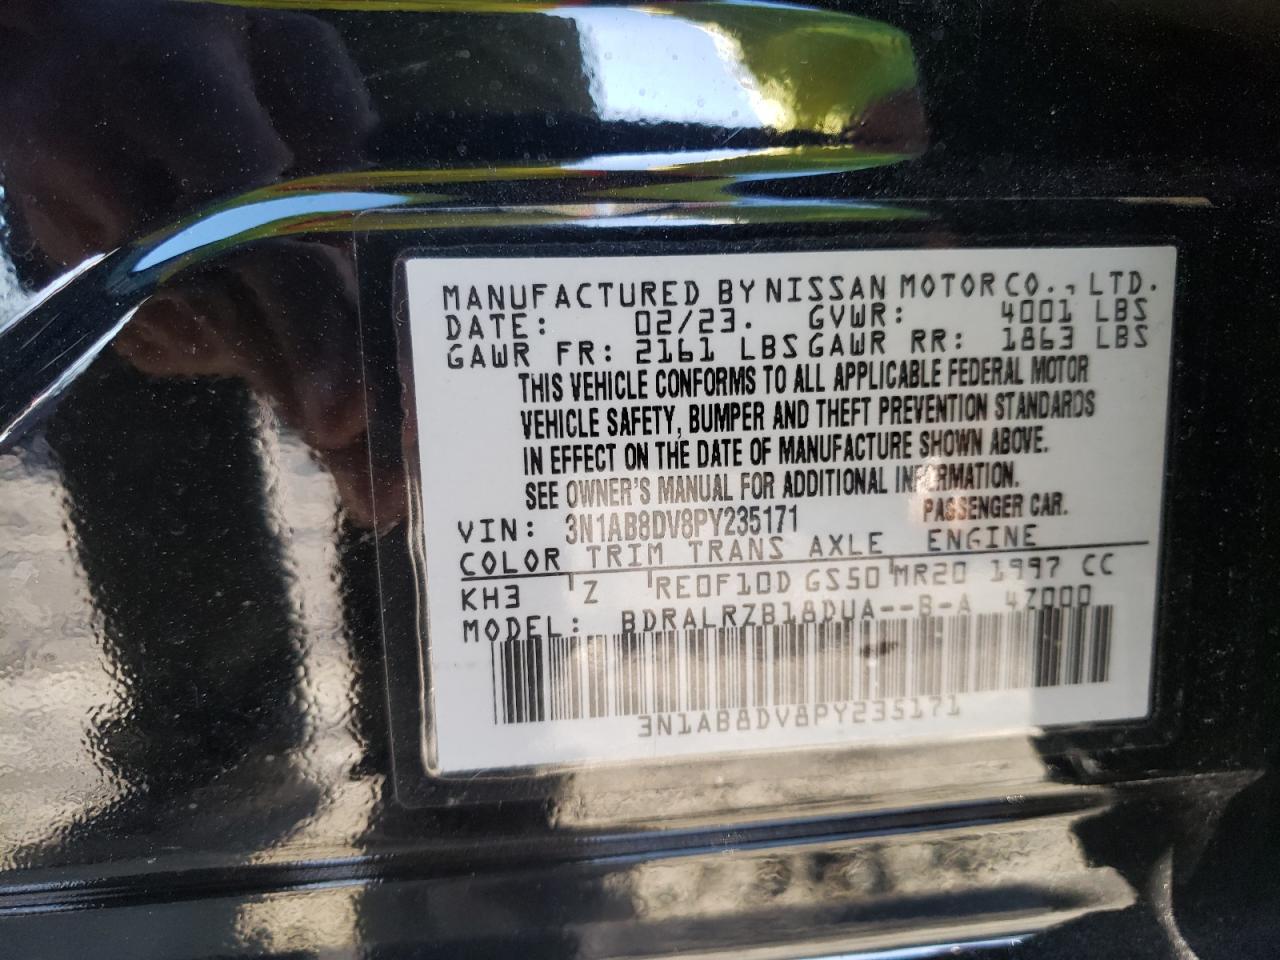 MANUFACTURED BY NISSAN MOTOR CO., LTD.
DATE: 02/23. GVWR: 4001 LBS
GAWR FR: 2161 LBS GAWR RR: 1863 LBS
THIS VEHICLE CONFORMS TO ALL APPLICABLE FEDERAL MOTOR
VEHICLE SAFETY, BUMPER AND THEFT PREVENTION STANDARDS
IN EFFECT ON THE DATE OF MANUFACTURE SHOWN ABOVE.
SEE OWNER'S MANUAL FOR ADDITIONAL INFORMATION.
VIN: 3N1AB8DV8PY235171 PASSENGER CAR.
COLOR TRIM TRANS AXLE ENGINE
KH3 Z RE0F10D GS50 MR20 1997 CC
MODEL: BDRALRZB18DUA--B-A 47000
3N1AB8DV8PY235171